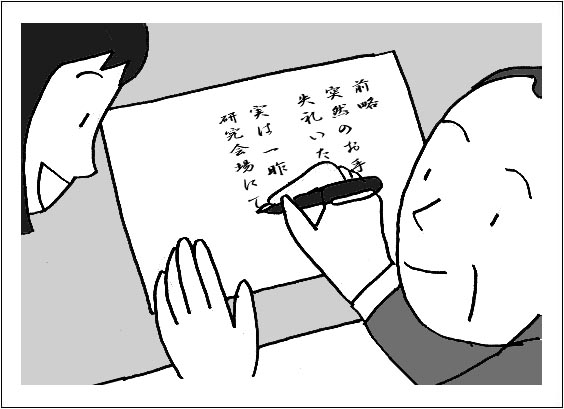 前略
突然のお手
失礼いた
実は一昨
研究会場にて